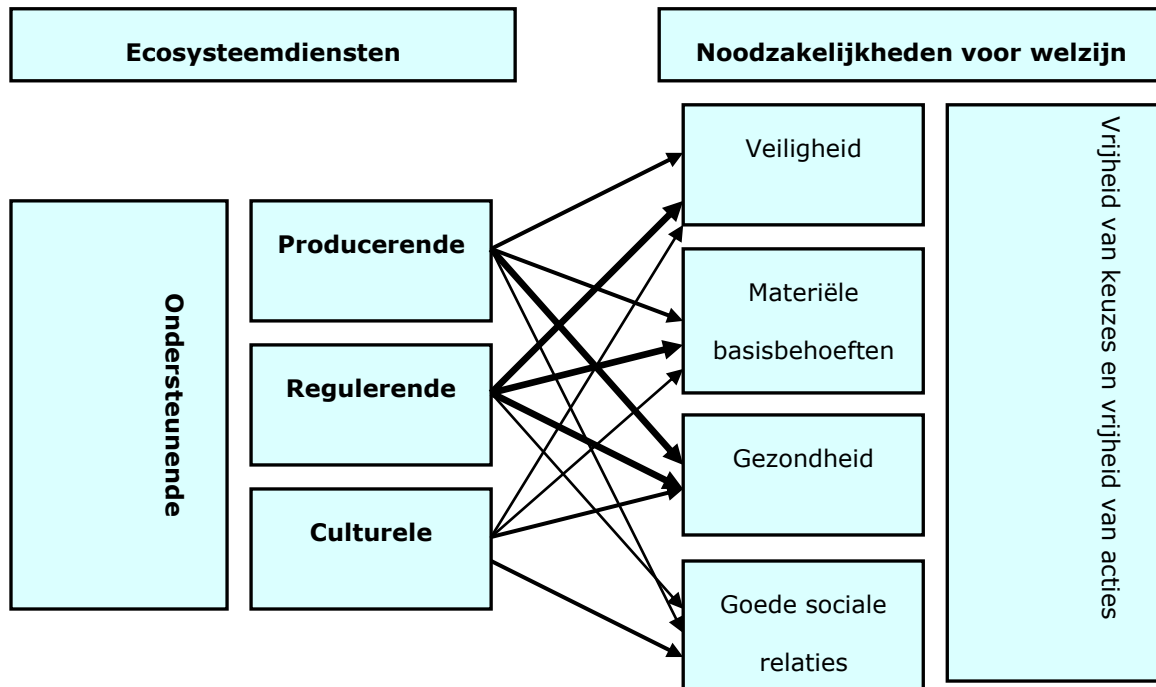 Ecosysteemdiensten
Noodzakelijkheden voor welzijn
Ondersteunende
Producerende
Regulerende
Culturele
Veiligheid
Materiële
basisbehoeften
Gezondheid
Goede sociale
relaties
Vrijheid van keuzes en vrijheid van acties